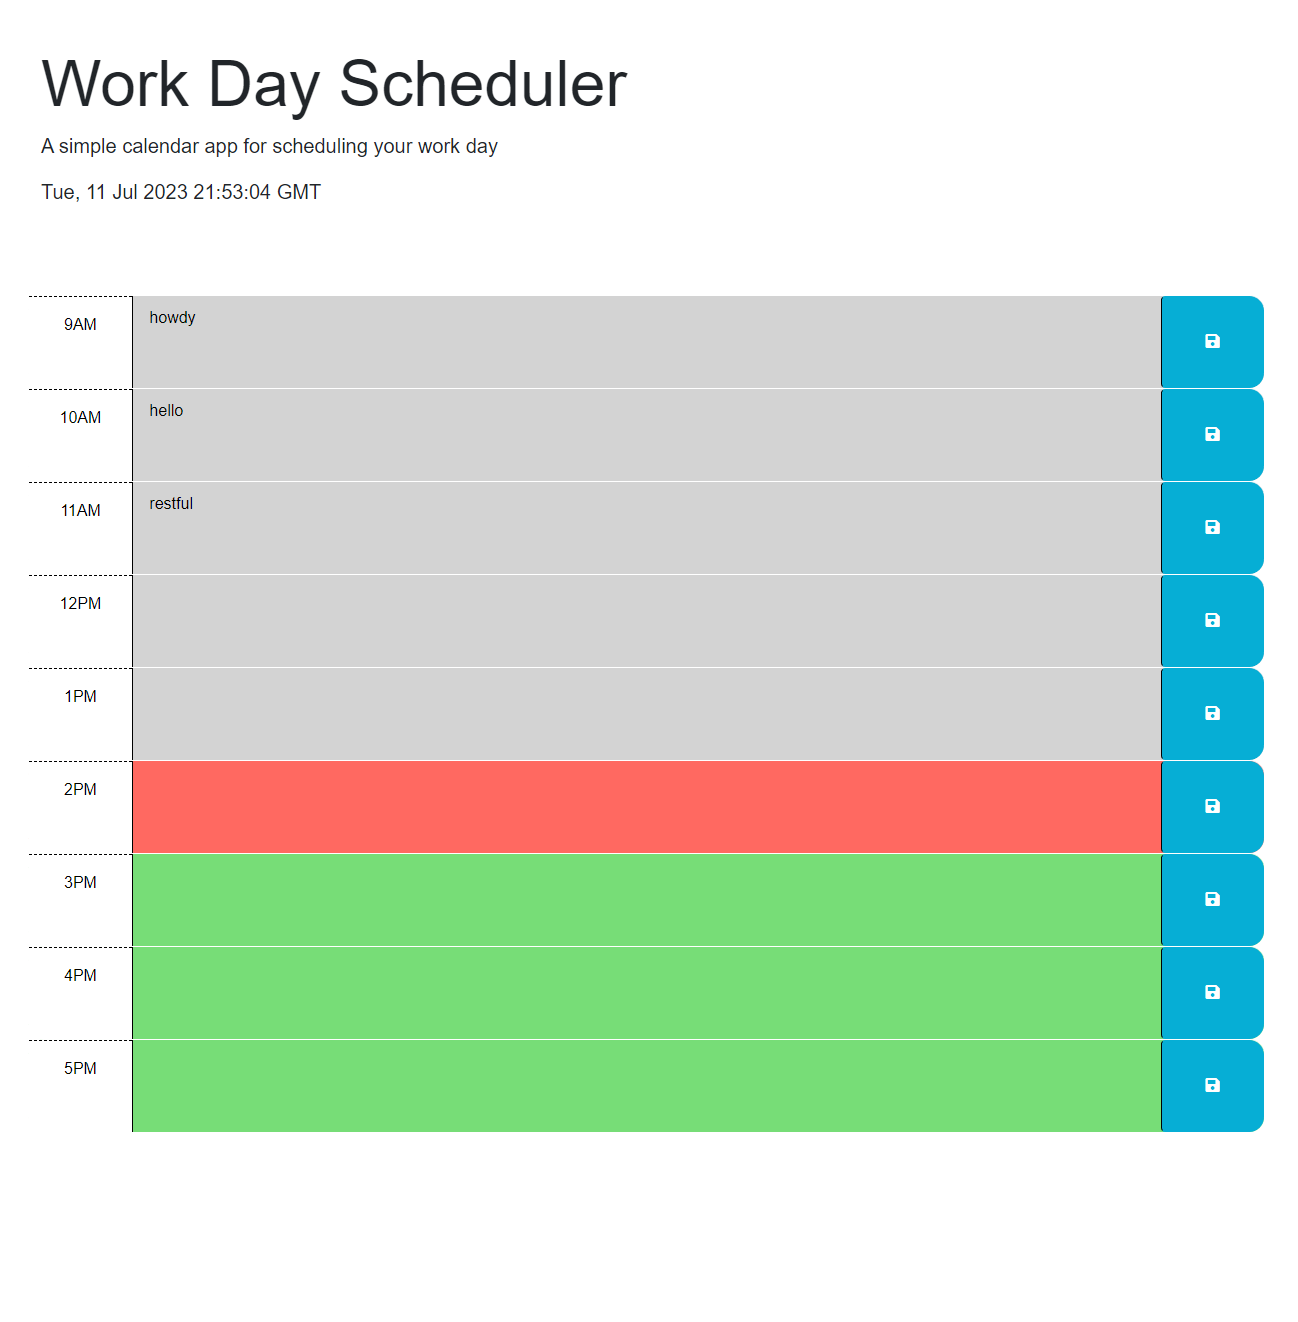 Work Day Scheduler
A simple calendar app for scheduling your work day
Tue, 11 Jul 2023 21:53:04 GMT
9AM
howdy
10AM
hello
11AM
restful
12PM
1PM
2PM
3PM
4PM
5PM